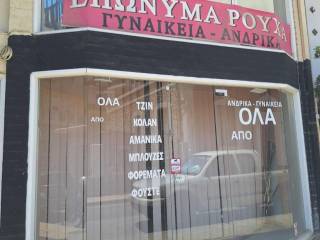 ΕΠΩΝΥΜΑ ΡΟΥΧΑ
ΓΥΝΑΙΚΕΙΑ - ΑΝΔΡΙΚΑ
ΟΛΑ
ΑΠΟ
ΤΖΙΝ
ΚΟΛΑΝ
ΑΜΑΝΙΚΑ
ΜΠΛΟΥΖΕΣ
ΦΟΡΕΜΑΤΑ
ΦΟΥΣΤΕΣ
ΑΝΔΡΙΚΑ - ΓΥΝΑΙΚΕΙΑ
ΟΛΑ
ΑΠΟ